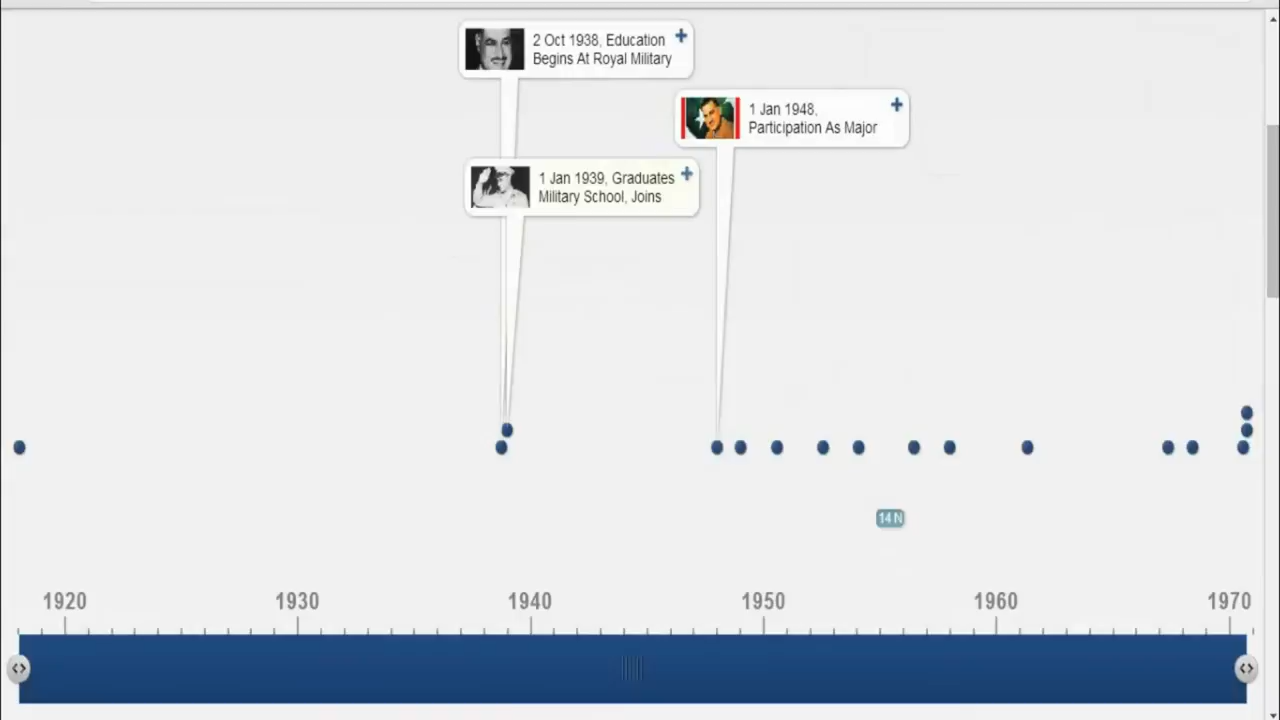 2 Oct 1938, Education
Begins At Royal Military
1 Jan 1948,
Participation As Major
1 Jan 1939, Graduates
Military School, Joins
14 N
1920 1930 1940 1950 1960 1970